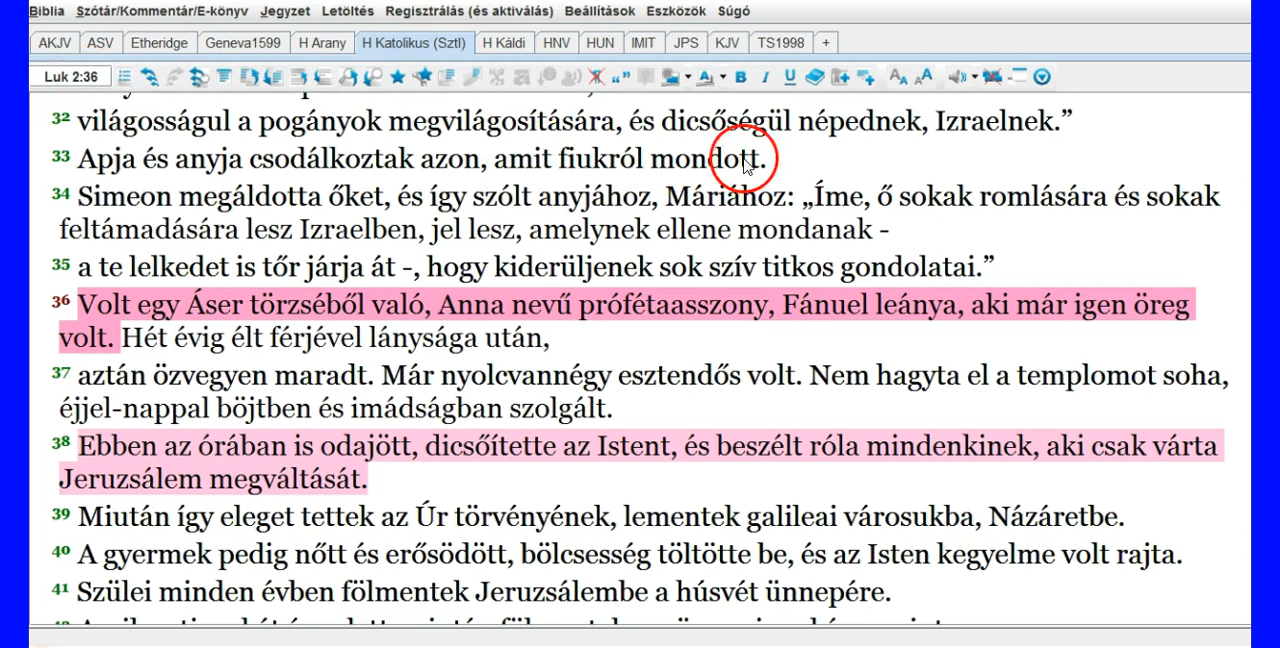 Biblia Szótár/Kommentár/E-könyv Jegyzet Letöltés Regisztrálás (és aktiválás) Beállítások Eszközök Súgó
AKJV ASV Etheridge Geneva1599 H Arany H Katolikus (Sztl) H Káldi HNV HUN IMIT JPS KJV TS1998 +
Luk 2:36
32 világosságul a pogányok megvilágosítására, és dicsőségül népednek, Izraelnek.”
33 Apja és anyja csodálkoztak azon, amit fiukról mondott.
34 Simeon megáldotta őket, és így szólt anyjához, Máriához: „Íme, ő sokak romlására és sokak
feltámadására lesz Izraelben, jel lesz, amelynek ellene mondanak -
35 a te lelkedet is tőr járja át -, hogy kiderüljenek sok szív titkos gondolatai.”
36 Volt egy Áser törzséből való, Anna nevű prófétaasszony, Fánuel leánya, aki már igen öreg
volt. Hét évig élt férjével lánysága után,
37 aztán özvegyen maradt. Már nyolcvannégy esztendős volt. Nem hagyta el a templomot soha,
éjjel-nappal böjtben és imádságban szolgált.
38 Ebben az órában is odajött, dicsőítette az Istent, és beszélt róla mindenkinek, aki csak várta
Jeruzsálem megváltását.
39 Miután így eleget tettek az Úr törvényének, lementek galileai városukba, Názáretbe.
40 A gyermek pedig nőtt és erősödött, bölcsesség töltötte be, és az Isten kegyelme volt rajta.
41 Szülei minden évben fölmentek Jeruzsálembe a húsvét ünnepére.